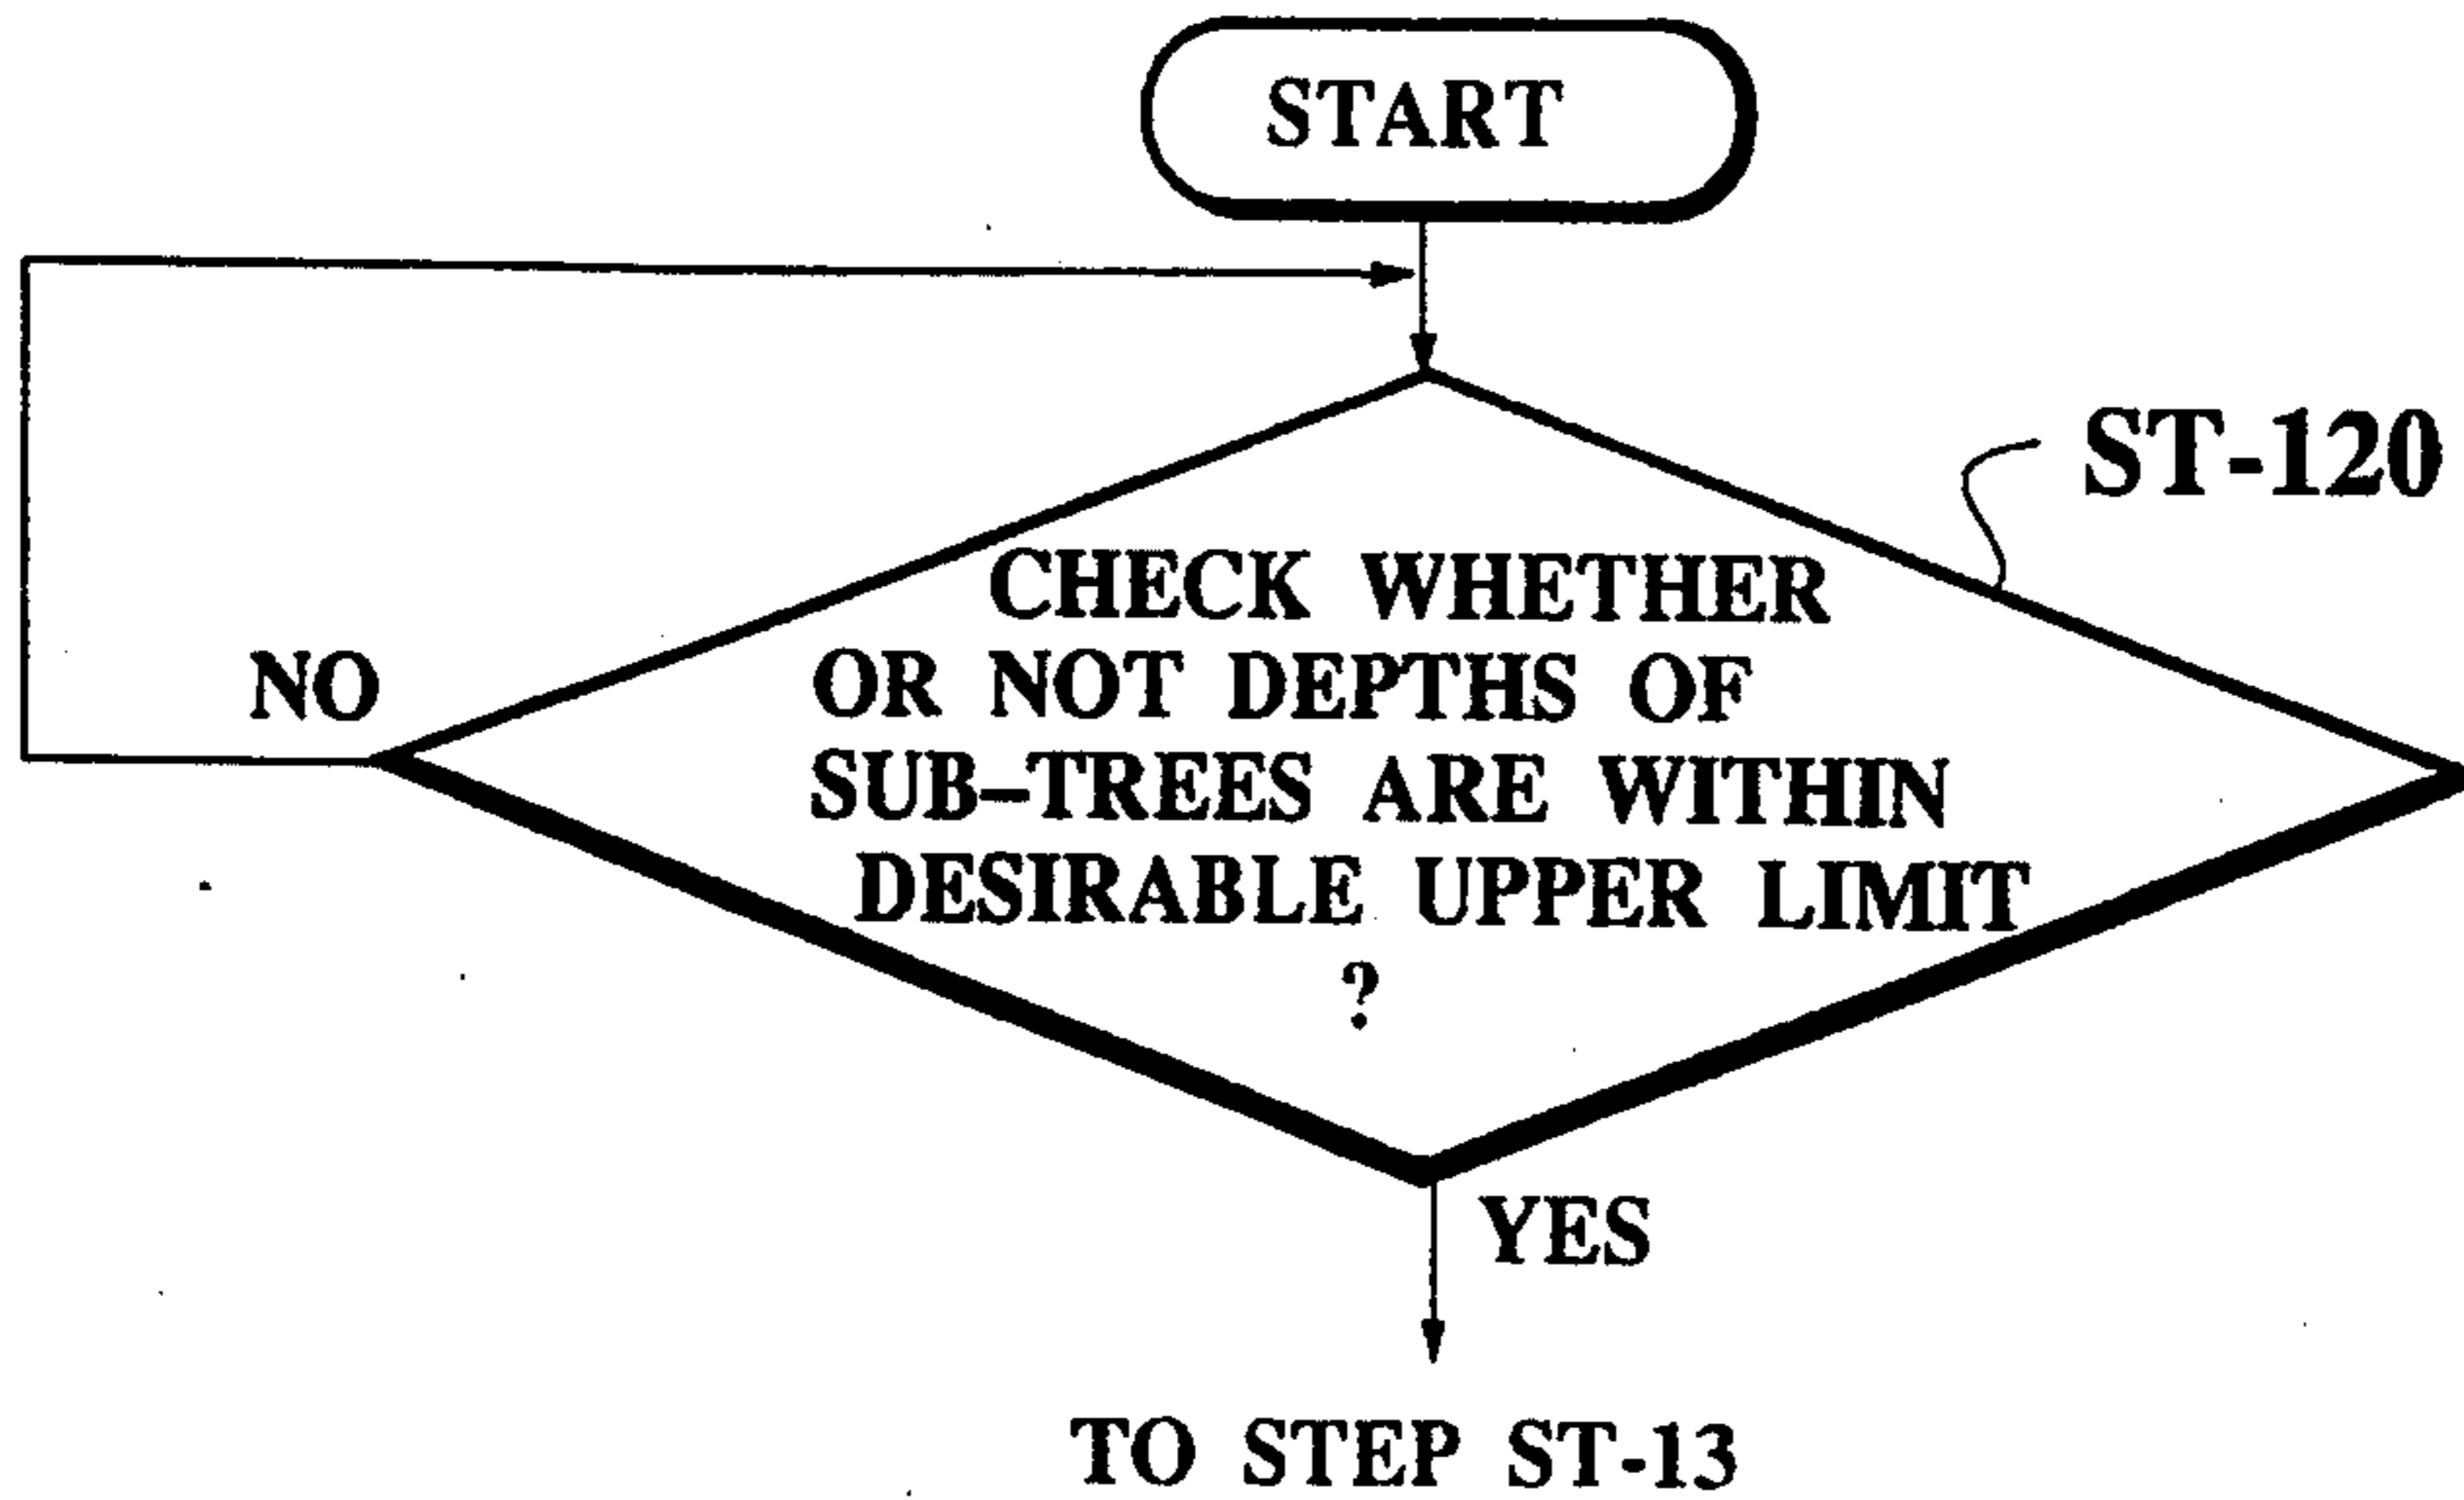 START
ST-120
CHECK WHETHER
OR NOT DEPTHS OF
SUB-TREES ARE WITHIN
DESIRABLE UPPER LIMIT
?
NO
YES
TO STEP ST-13